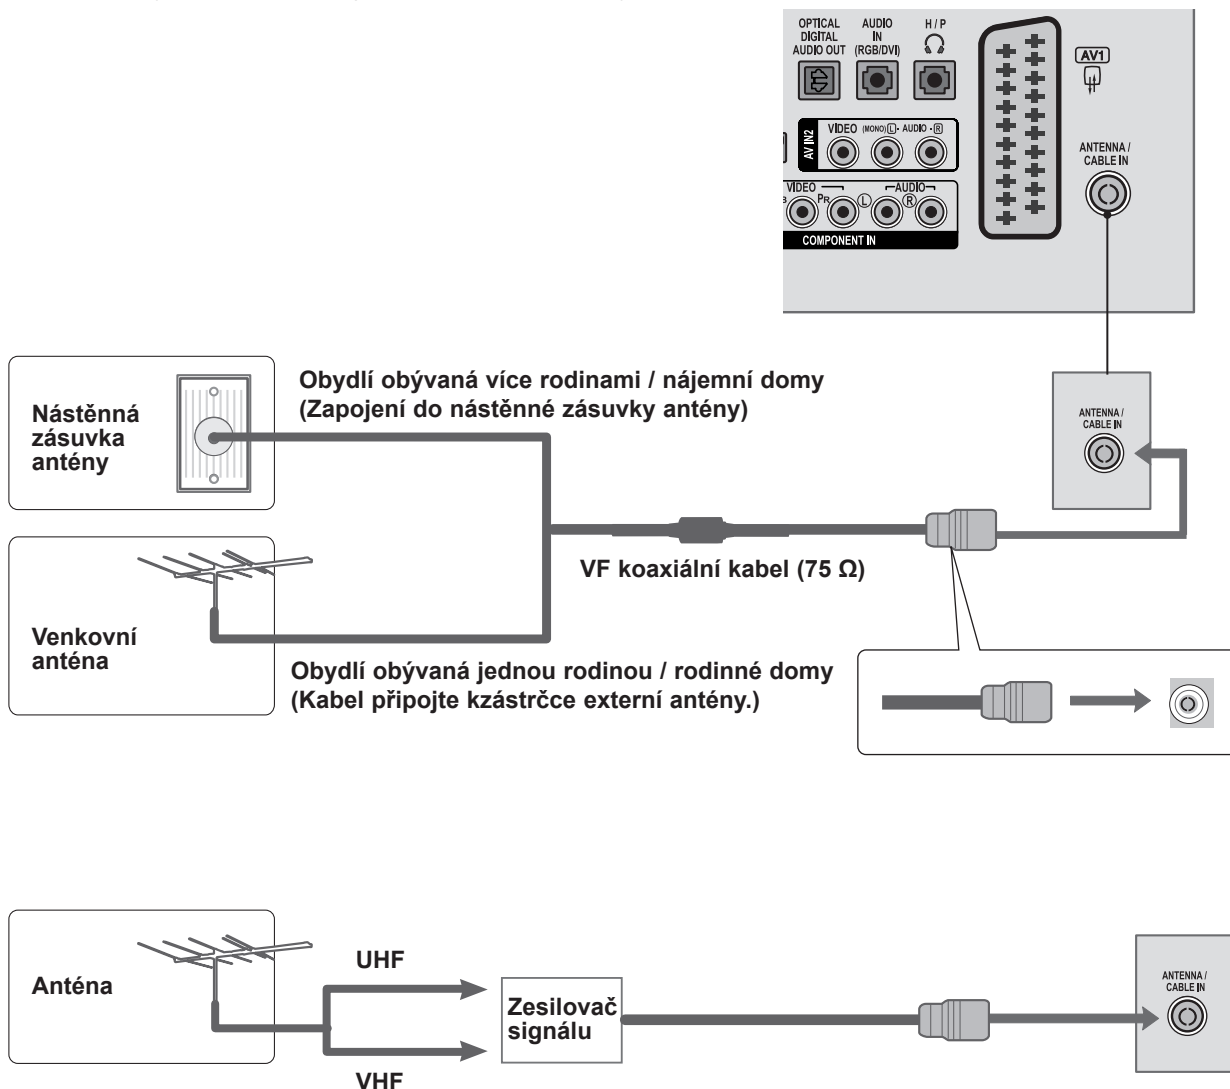 OPTICAL
DIGITAL
AUDIO OUT
AUDIO
IN
(RGB/DVI)
H / P
AV1
AV IN2
VIDEO
(MONO) L - AUDIO - R
ANTENNA /
CABLE IN
VIDEO
AUDIO
B
PR
L
R
COMPONENT IN
Nástěnná
zásuvka
antény
Obydlí obývaná více rodinami / nájemní domy
(Zapojení do nástěnné zásuvky antény)
ANTENNA /
CABLE IN
VF koaxiální kabel (75 Ω)
Venkovní
anténa
Obydlí obývaná jednou rodinou / rodinné domy
(Kabel připojte kzástrčce externí antény.)
Anténa
UHF
VHF
Zesilovač
signálu
ANTENNA /
CABLE IN